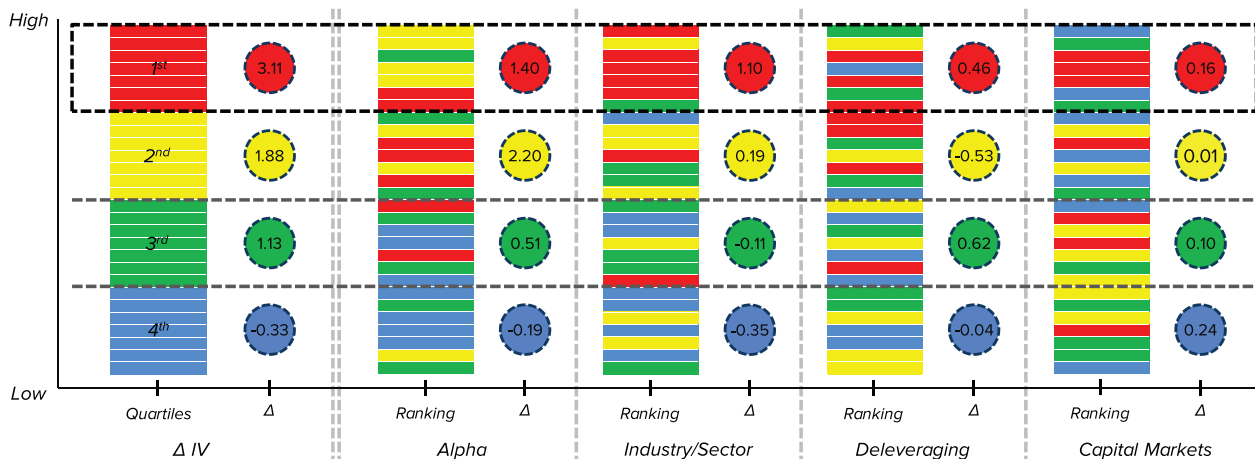 High
1st 3.11 1.40 1.10 0.46 0.16
2nd 1.88 2.20 0.19 -0.53 0.01
3rd 1.13 0.51 -0.11 0.62 0.10
4th -0.33 -0.19 -0.35 -0.04 0.24
Low
Quartiles Δ Ranking Δ Ranking Δ Ranking Δ Ranking Δ
Δ IV Alpha Industry/Sector Deleveraging Capital Markets